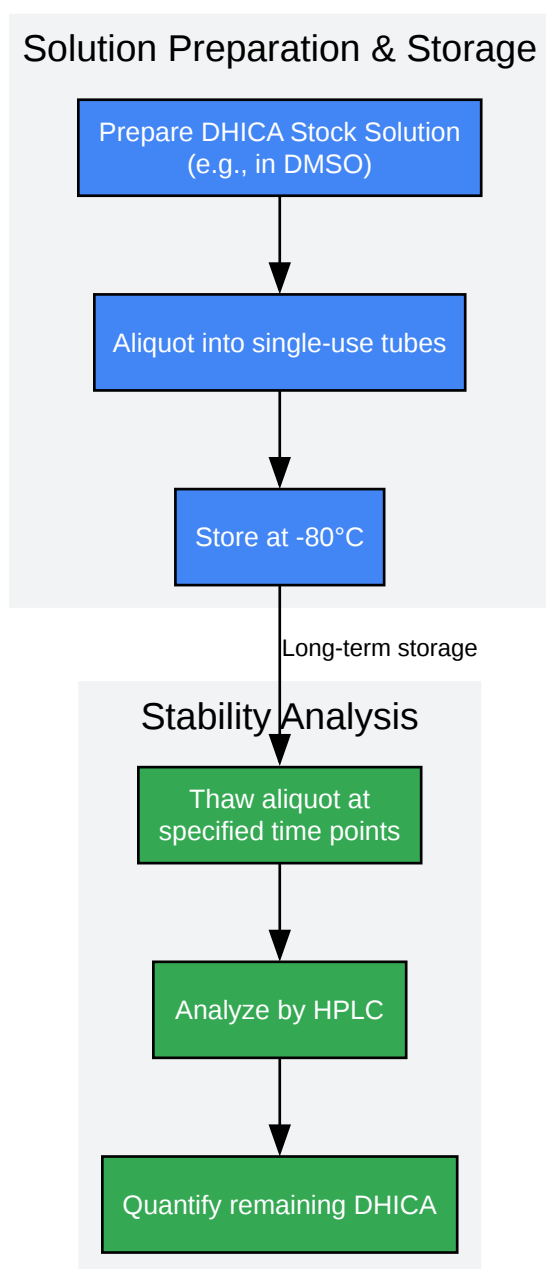 Solution Preparation & Storage
Prepare DHICA Stock Solution
(e.g., in DMSO)
Aliquot into single-use tubes
Store at -80°C
Long-term storage
Stability Analysis
Thaw aliquot at
specified time points
Analyze by HPLC
Quantify remaining DHICA